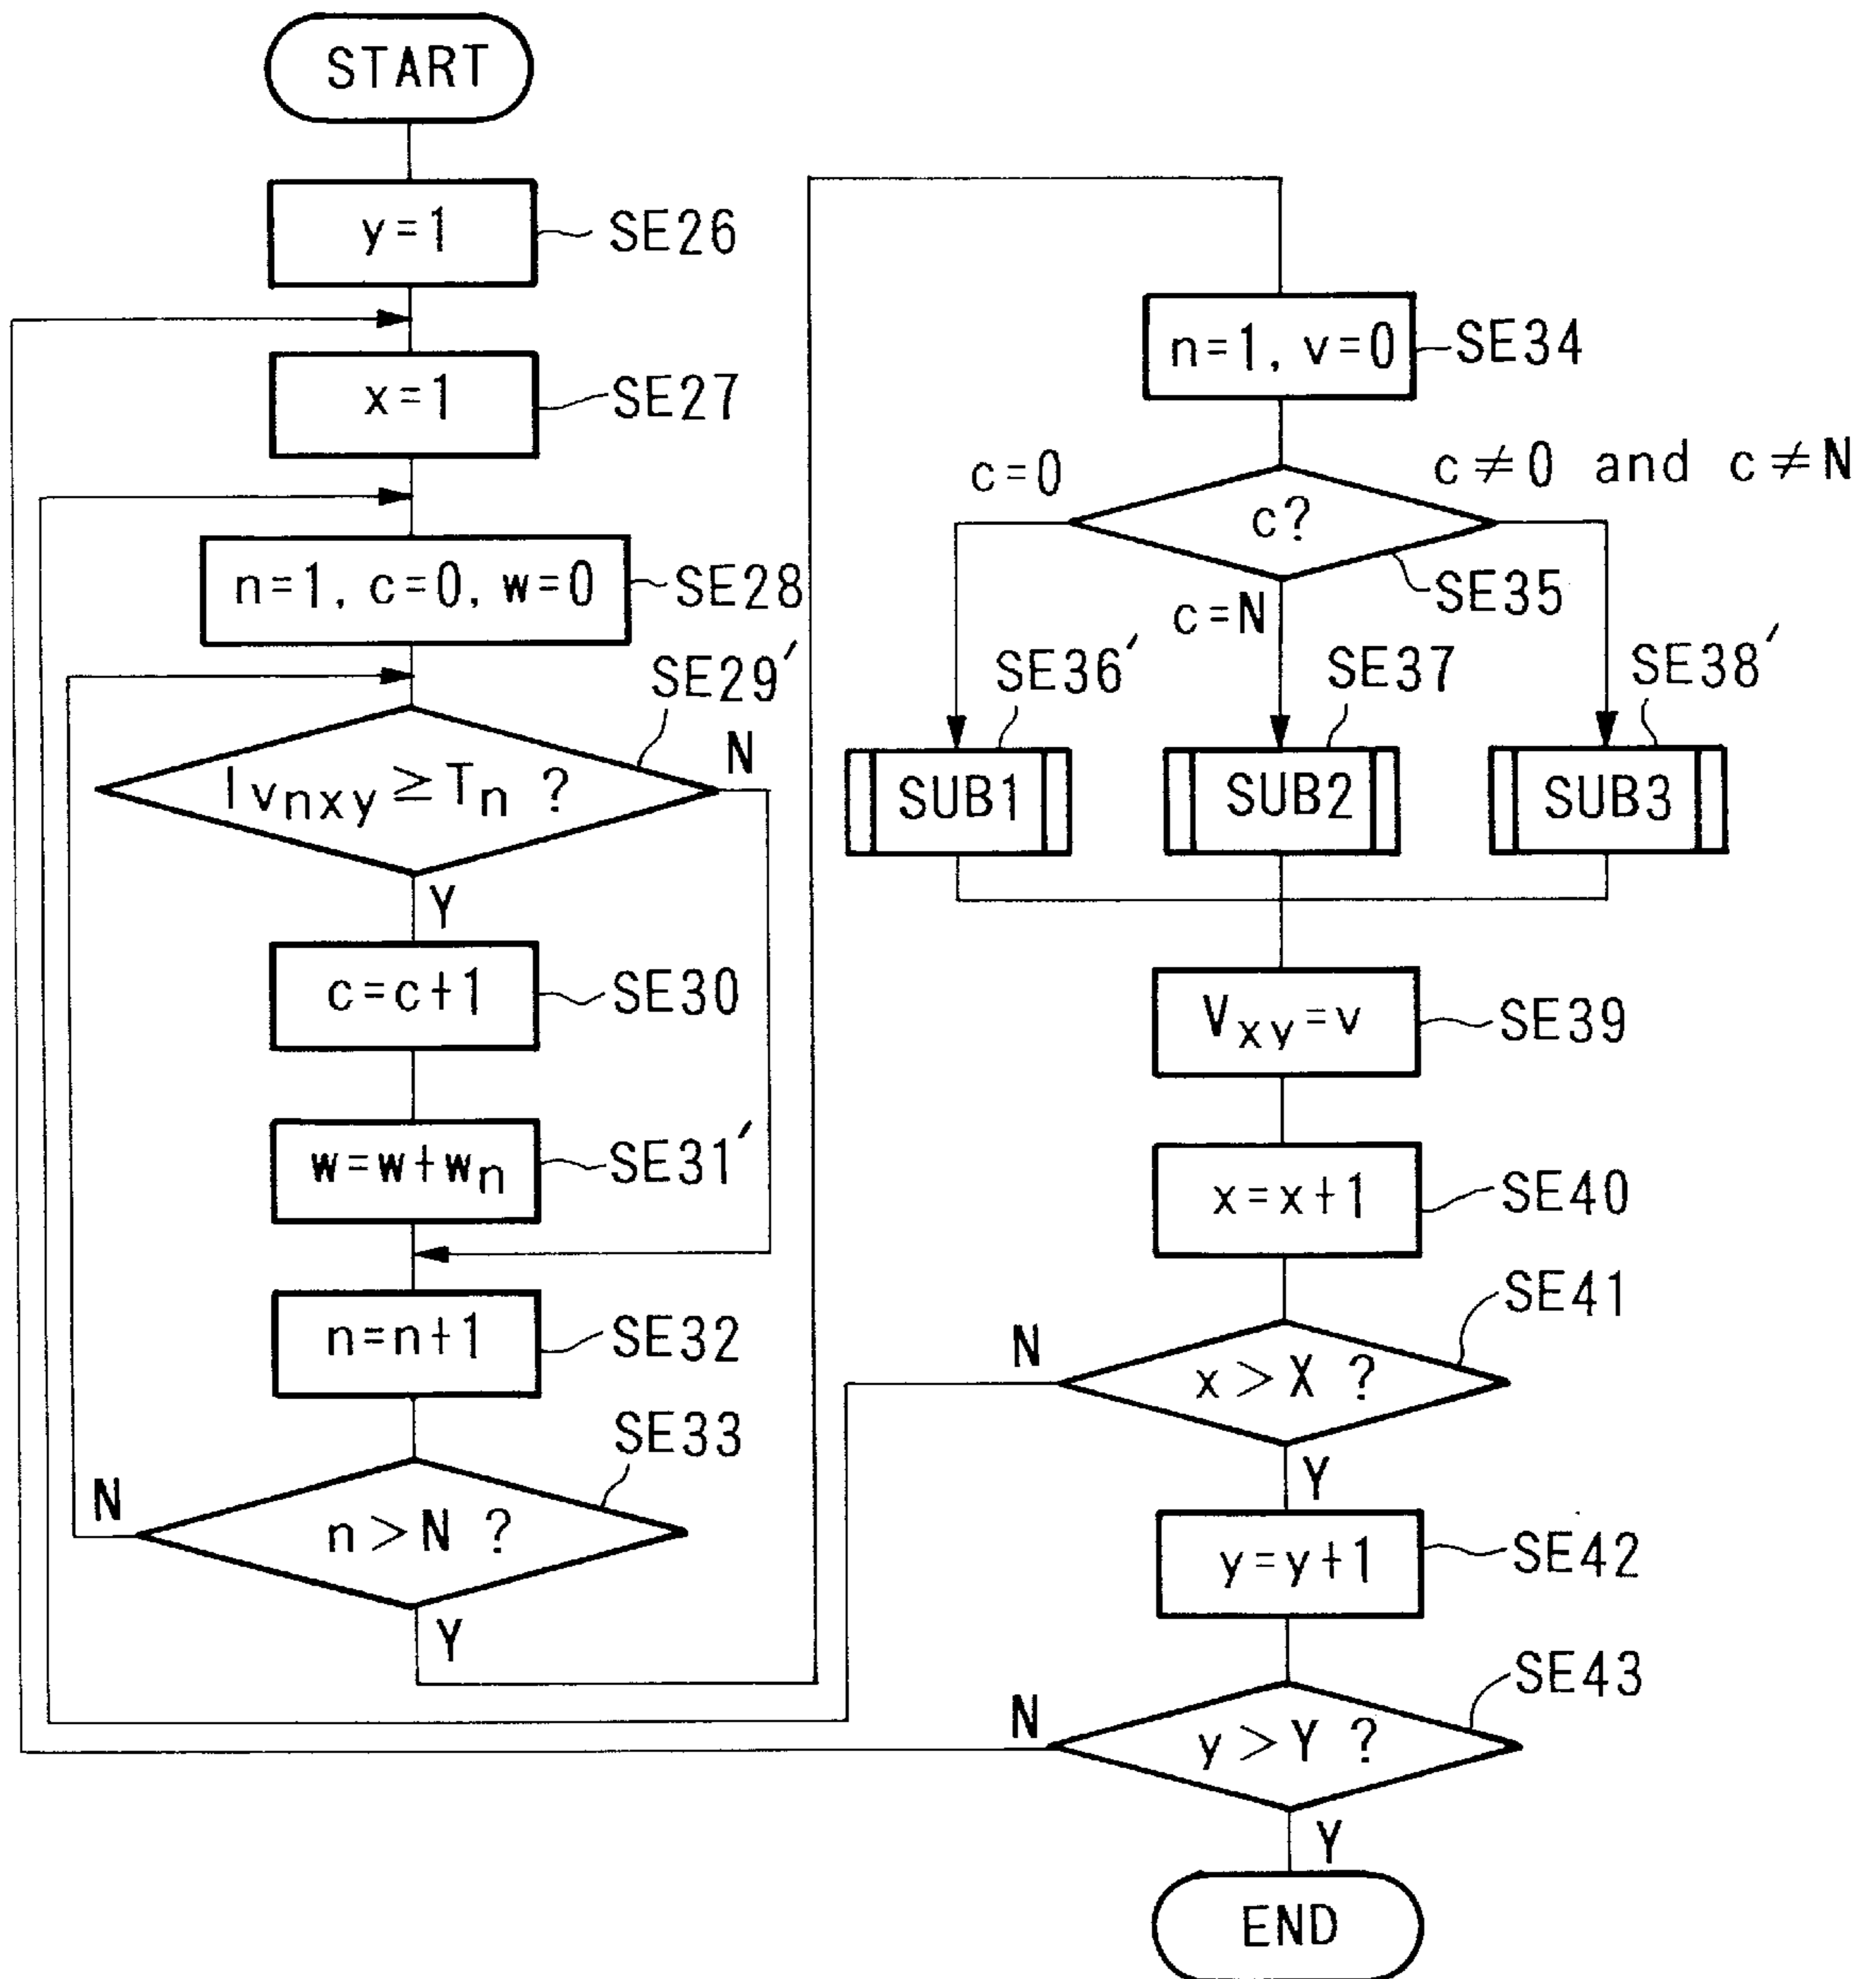 START
y=1
SE26
x=1
SE27
n=1, c=0, w=0
SE28
SE29′
Ivnxy ≧ Tn ?
N
Y
c=c+1
SE30
w=w+wn
SE31′
n=n+1
SE32
SE33
N
n>N ?
Y
n=1, v=0
SE34
c=0
c≠0 and c≠N
c?
SE35
c=N
SE36′
SE37
SE38′
SUB1
SUB2
SUB3
Vxy=v
SE39
x=x+1
SE40
SE41
N
x>X ?
Y
y=y+1
SE42
SE43
N
y>Y ?
Y
END